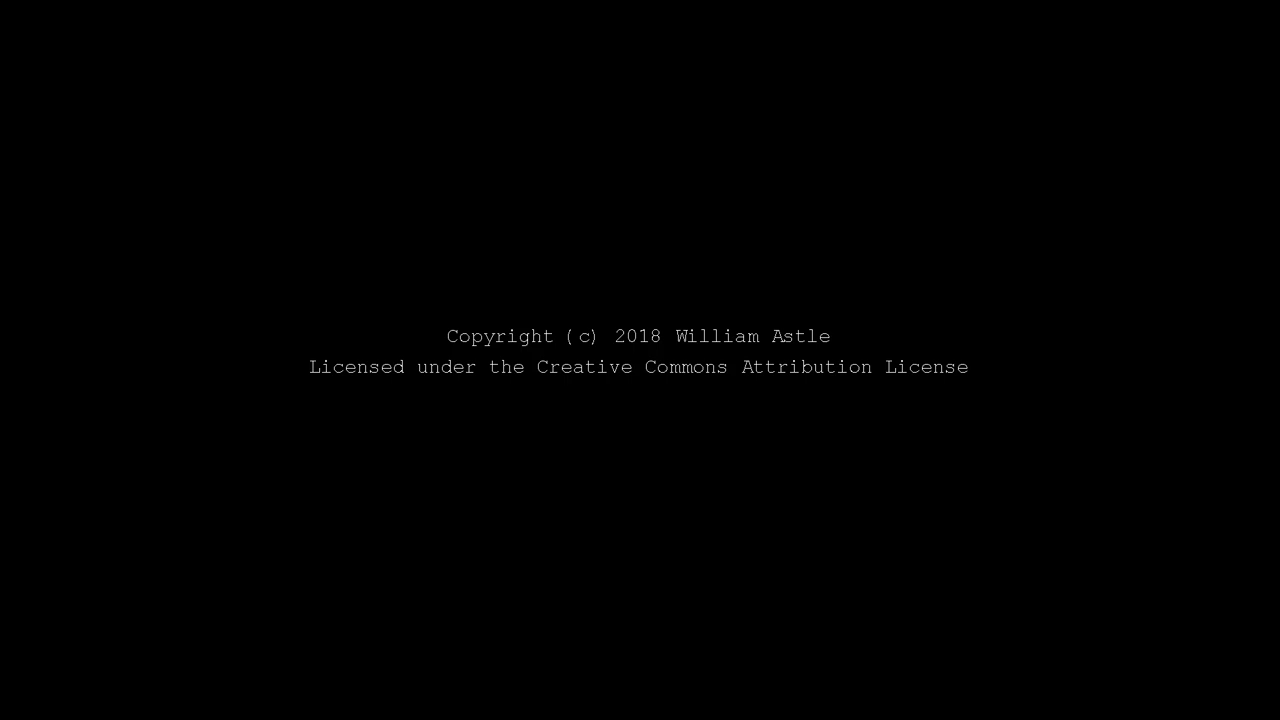 Copyright (c) 2018 William Astle
Licensed under the Creative Commons Attribution License